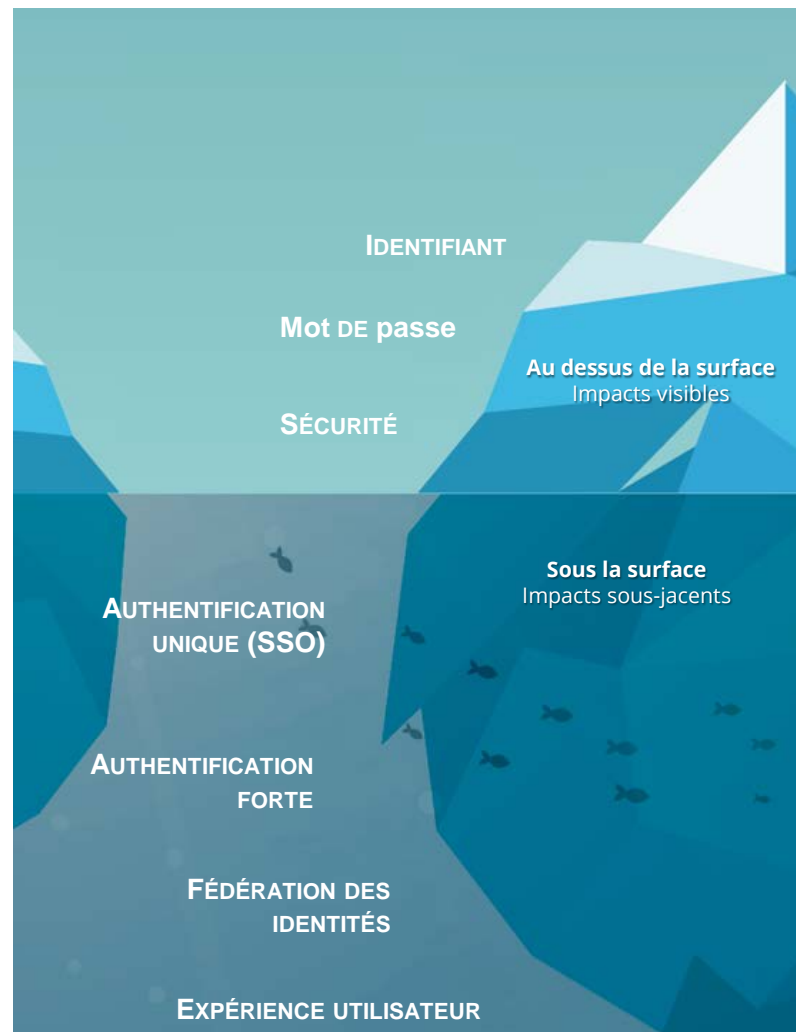 IDENTIFIANT
Mot DE passe
Au dessus de la surface
Impacts visibles
SÉCURITÉ
Sous la surface
Impacts sous-jacents
AUTHENTIFICATION
UNIQUE (SSO)
AUTHENTIFICATION
FORTE
FÉDÉRATION DES
IDENTITÉS
EXPÉRIENCE UTILISATEUR